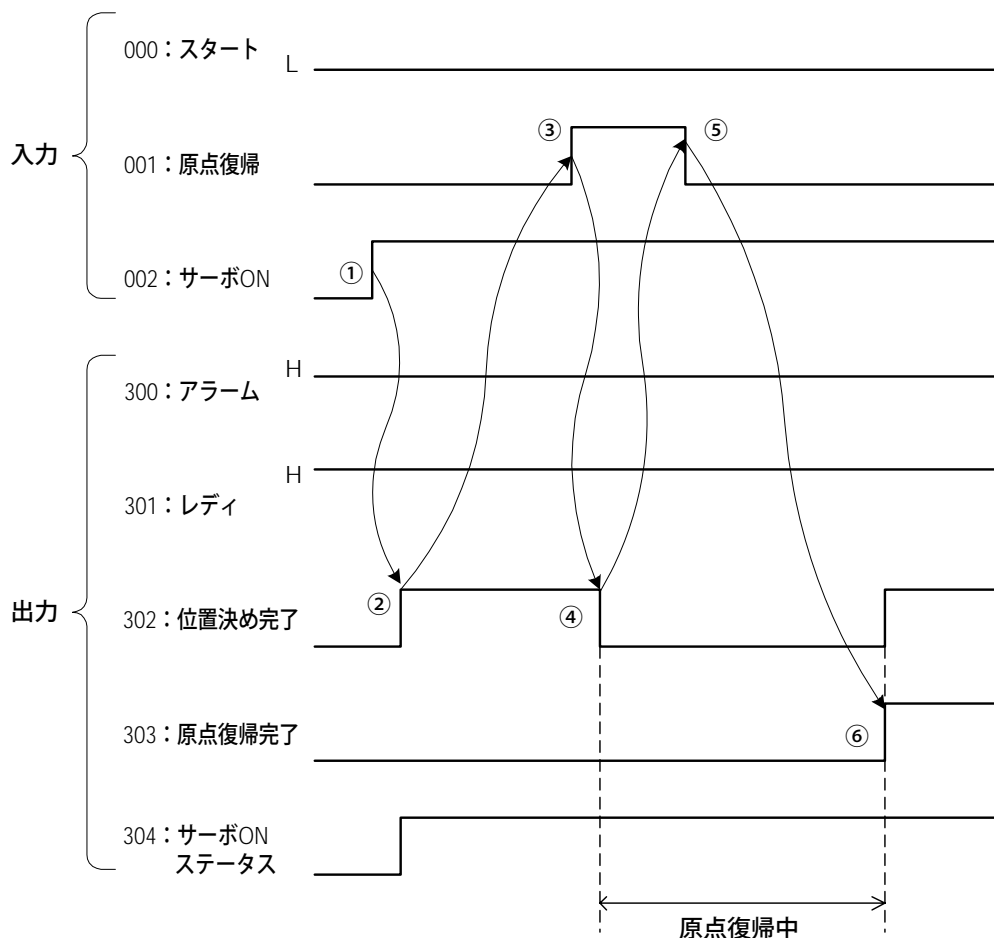 000：スタート
L
③
⑤
入力
001：原点復帰
①
002：サーボON
H
300：アラーム
H
301：レディ
②
④
出力
302：位置決め完了
303：原点復帰完了
⑥
304：サーボON
ステータス
原点復帰中